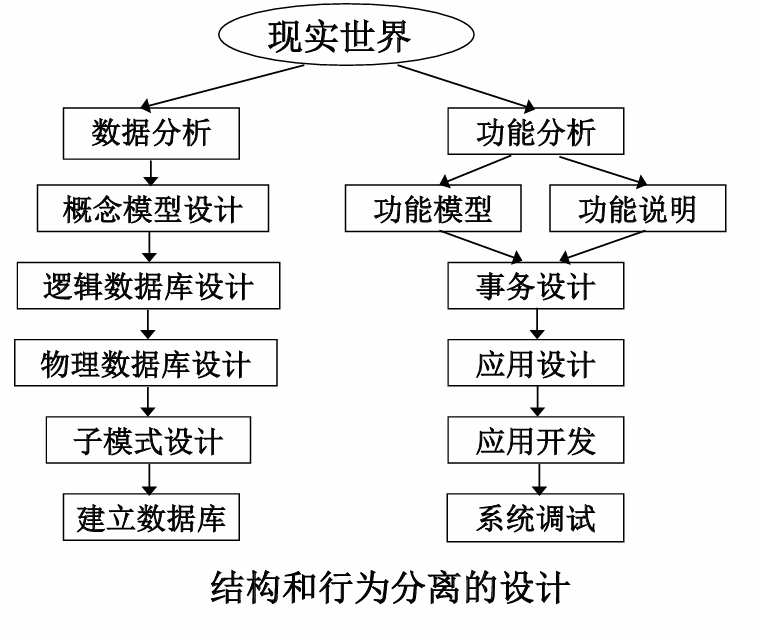 现实世界
数据分析
功能分析
概念模型设计
功能模型
功能说明
逻辑数据库设计
事务设计
物理数据库设计
应用设计
子模式设计
应用开发
建立数据库
系统调试
结构和行为分离的设计